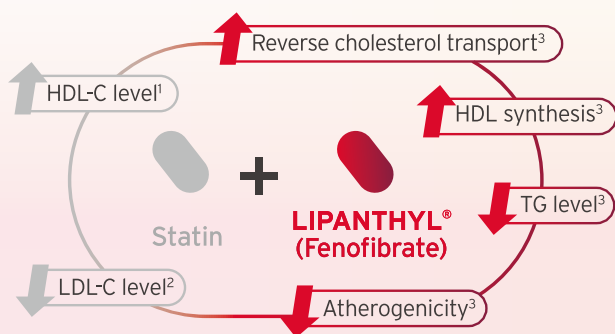 Reverse cholesterol transport³
HDL-C level¹
HDL synthesis³
+
TG level³
LIPANTHYL®
Statin
(Fenofibrate)
LDL-C level²
Atherogenicity³